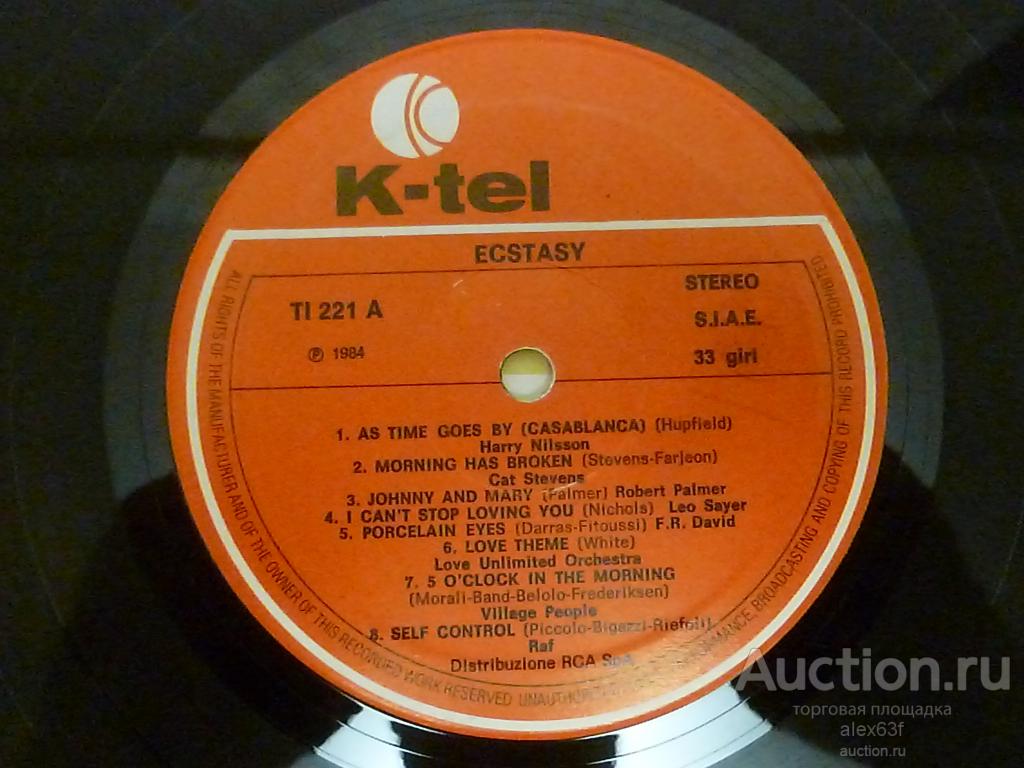 K-tel
ECSTASY
TI 221 A
STEREO
S.I.A.E.
℗ 1984
33 giri
1. AS TIME GOES BY (CASABLANCA) (Hupfield)
Harry Nilsson
2. MORNING HAS BROKEN (Stevens-Farjeon)
Cat Stevens
3. JOHNNY AND MARY (Palmer) Robert Palmer
4. I CAN'T STOP LOVING YOU (Nichols) Leo Sayer
5. PORCELAIN EYES (Darras-Fitoussi) F.R. David
6. LOVE THEME (White)
Love Unlimited Orchestra
7. 5 O'CLOCK IN THE MORNING
(Morali-Band-Belolo-Frederiksen)
Village People
8. SELF CONTROL (Piccolo-Bigazzi-Riefoli)
Raf
Distribuzione RCA SpA
ALL RIGHTS OF THE MANUFACTURER AND OF THE OWNER OF THIS RECORDED WORK RESERVED PERFORMANCE BROADCASTING AND COPYING OF THIS RECORD PROHIBITED
Auction.ru
торговая площадка
alex63f
auction.ru